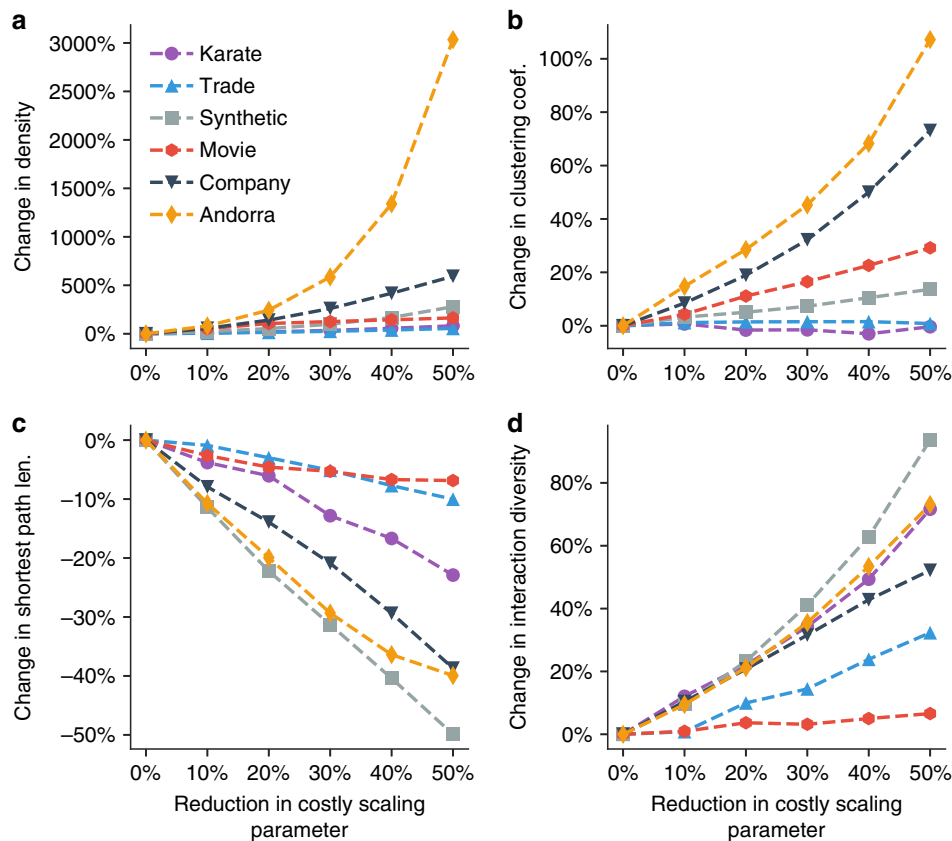 a
Change in density
3000%
2500%
2000%
1500%
1000%
500%
0%
Karate
Trade
Synthetic
Movie
Company
Andorra
0% 10% 20% 30% 40% 50%
b
Change in clustering coef.
100%
80%
60%
40%
20%
0%
0% 10% 20% 30% 40% 50%
c
Change in shortest path len.
0%
−10%
−20%
−30%
−40%
−50%
0% 10% 20% 30% 40% 50%
Reduction in costly scaling
parameter
d
Change in interaction diversity
80%
60%
40%
20%
0%
0% 10% 20% 30% 40% 50%
Reduction in costly scaling
parameter